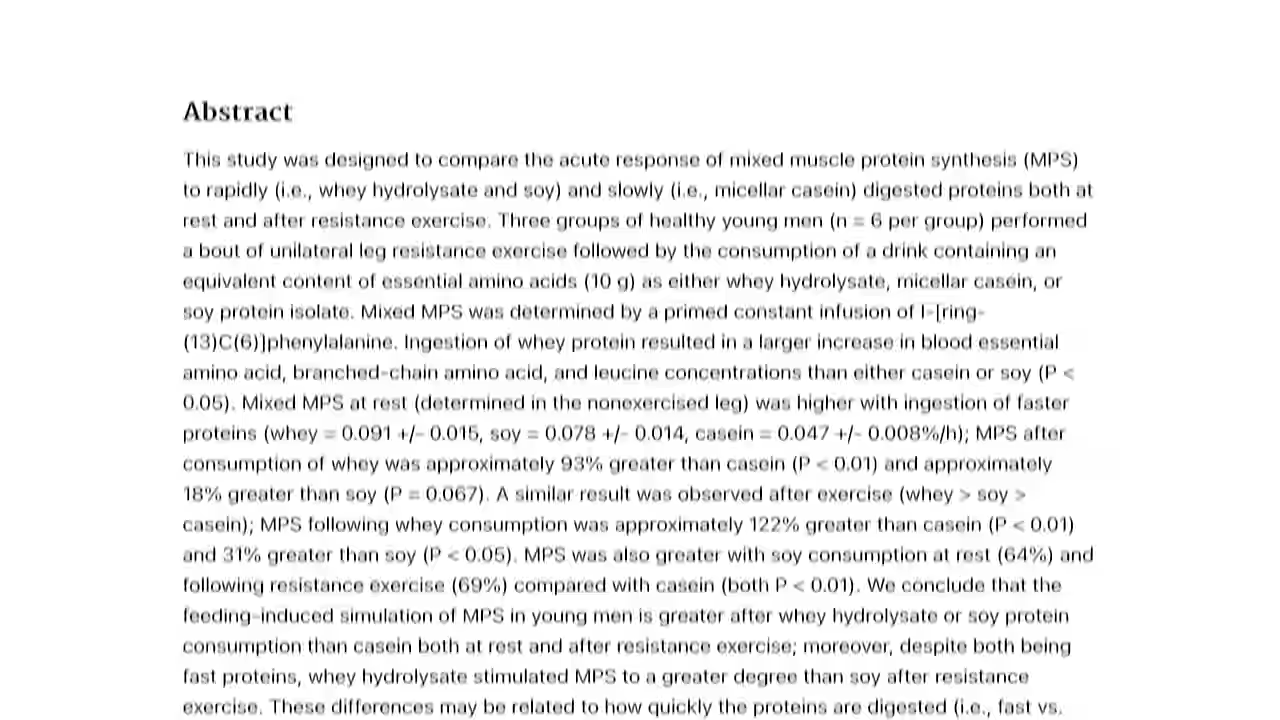 Abstract
This study was designed to compare the acute response of mixed muscle protein synthesis (MPS)
to rapidly (i.e., whey hydrolysate and soy) and slowly (i.e., micellar casein) digested proteins both at
rest and after resistance exercise. Three groups of healthy young men (n = 6 per group) performed
a bout of unilateral leg resistance exercise followed by the consumption of a drink containing an
equivalent content of essential amino acids (10 g) as either whey hydrolysate, micellar casein, or
soy protein isolate. Mixed MPS was determined by a primed constant infusion of l-[ring-
(13)C(6)]phenylalanine. Ingestion of whey protein resulted in a larger increase in blood essential
amino acid, branched-chain amino acid, and leucine concentrations than either casein or soy (P <
0.05). Mixed MPS at rest (determined in the nonexercised leg) was higher with ingestion of faster
proteins (whey = 0.091 +/- 0.015, soy = 0.078 +/- 0.014, casein = 0.047 +/- 0.008%/h); MPS after
consumption of whey was approximately 93% greater than casein (P < 0.01) and approximately
18% greater than soy (P = 0.067). A similar result was observed after exercise (whey > soy >
casein); MPS following whey consumption was approximately 122% greater than casein (P < 0.01)
and 31% greater than soy (P < 0.05). MPS was also greater with soy consumption at rest (64%) and
following resistance exercise (69%) compared with casein (both P < 0.01). We conclude that the
feeding-induced simulation of MPS in young men is greater after whey hydrolysate or soy protein
consumption than casein both at rest and after resistance exercise; moreover, despite both being
fast proteins, whey hydrolysate stimulated MPS to a greater degree than soy after resistance
exercise. These differences may be related to how quickly the proteins are digested (i.e., fast vs.